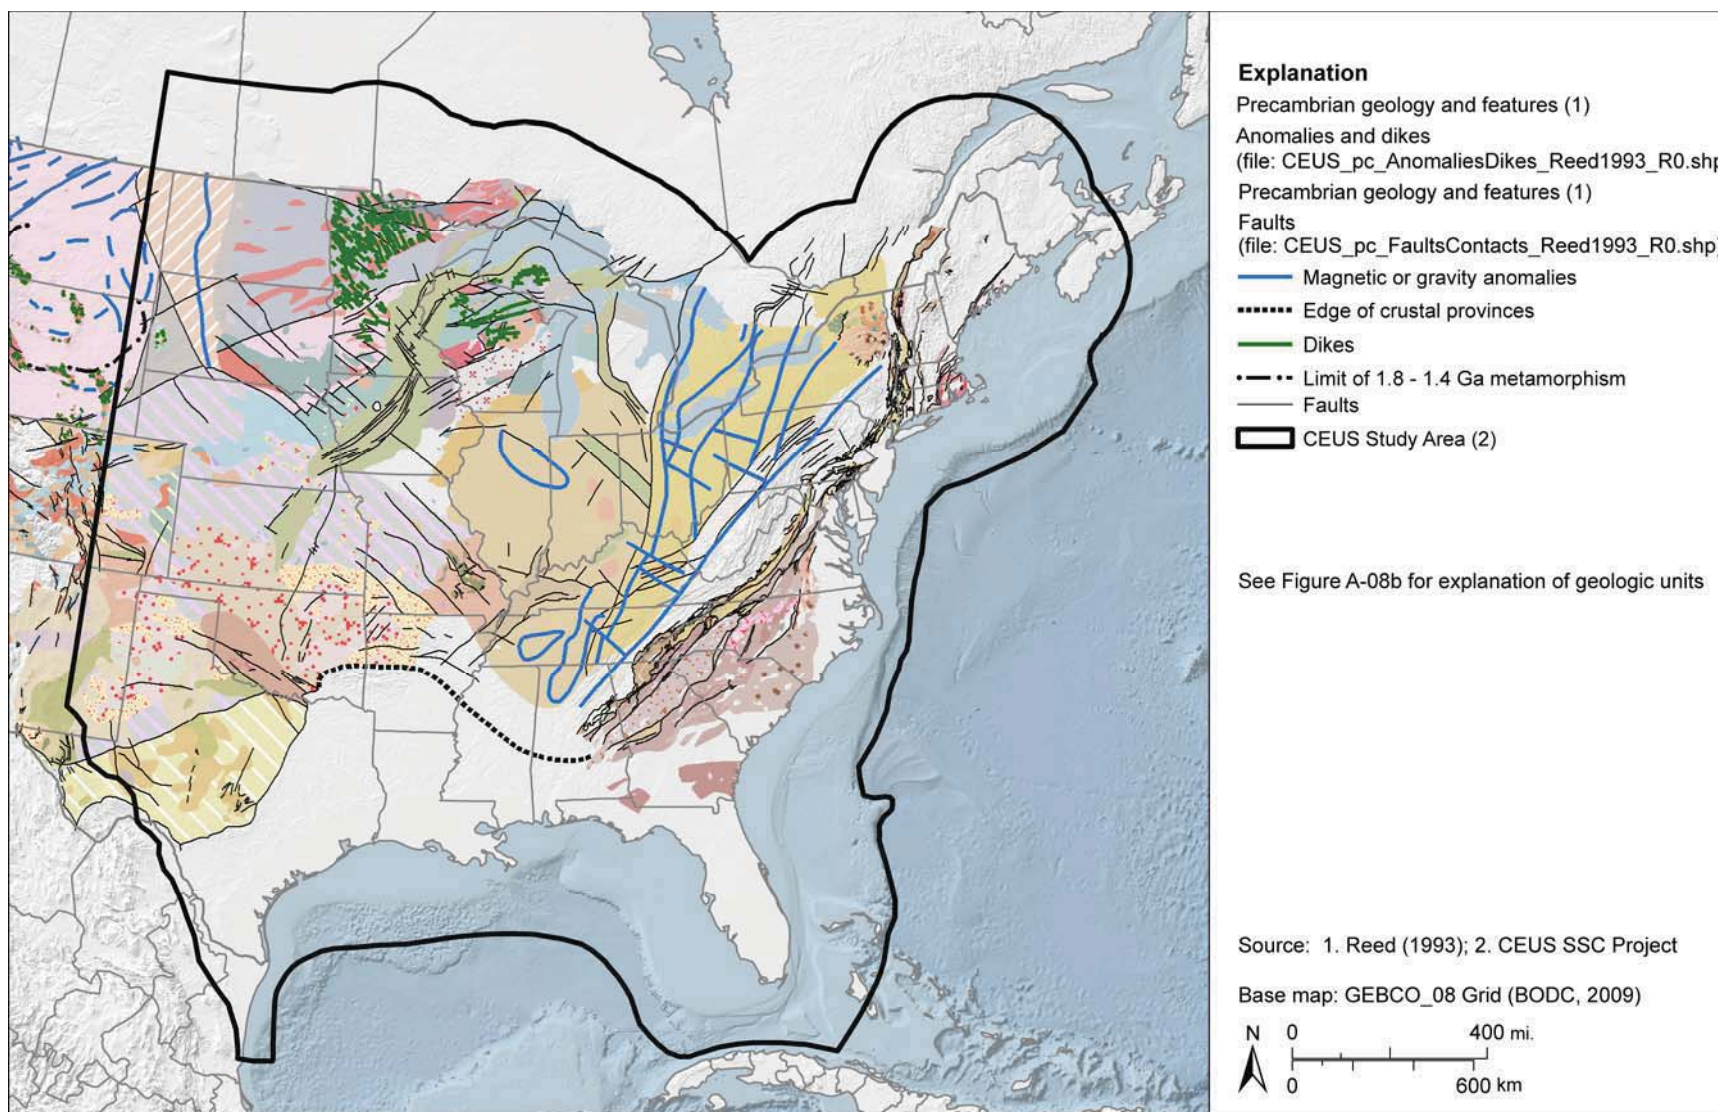 Explanation
Precambrian geology and features (1)
Anomalies and dikes
(file: CEUS_pc_AnomaliesDikes_Reed1993_R0.shp
Precambrian geology and features (1)
Faults
(file: CEUS_pc_FaultsContacts_Reed1993_R0.shp)
Magnetic or gravity anomalies
Edge of crustal provinces
Dikes
Limit of 1.8 - 1.4 Ga metamorphism
Faults
CEUS Study Area (2)
See Figure A-08b for explanation of geologic units
Source: 1. Reed (1993); 2. CEUS SSC Project
Base map: GEBCO_08 Grid (BODC, 2009)
N 0 400 mi.
0 600 km